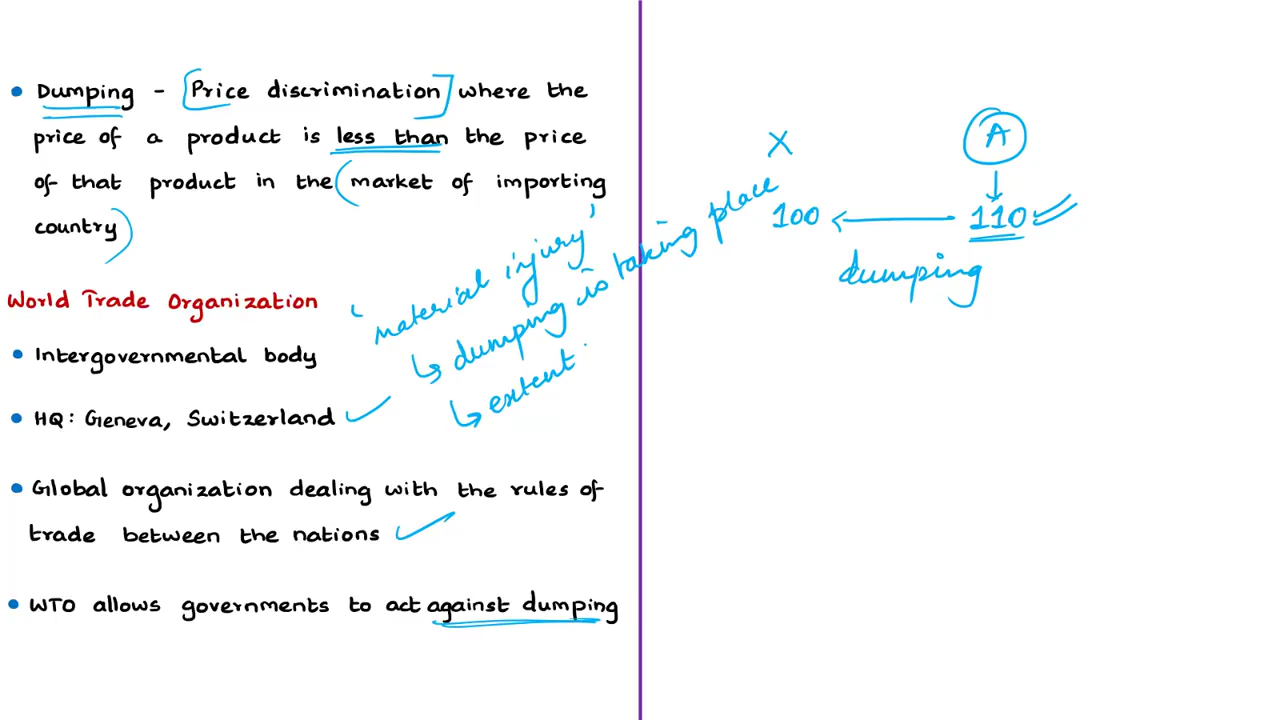 • Dumping - [Price discrimination] where the
price of a product is less than the price
of that product in the (market of importing
country)
World Trade Organization
• Intergovernmental body
• HQ: Geneva, Switzerland
• Global organization dealing with the rules of
trade between the nations
• WTO allows governments to act against dumping
'material injury'
↳ dumping is taking place
↳ extent
X
A
100 ← 110
dumping